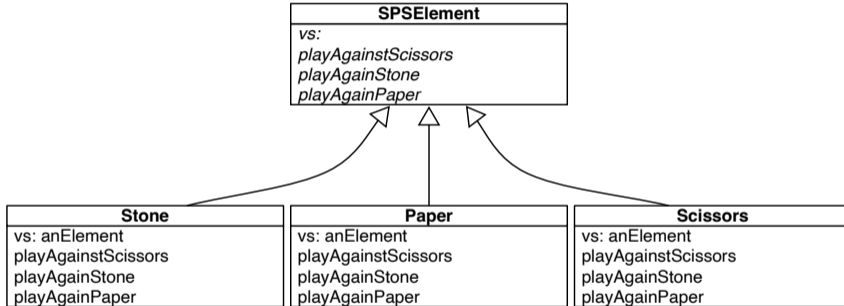 SPSElement
vs:
playAgainstScissors
playAgainStone
playAgainPaper
Stone
vs: anElement
playAgainstScissors
playAgainStone
playAgainPaper
Paper
vs: anElement
playAgainstScissors
playAgainStone
playAgainPaper
Scissors
vs: anElement
playAgainstScissors
playAgainStone
playAgainPaper